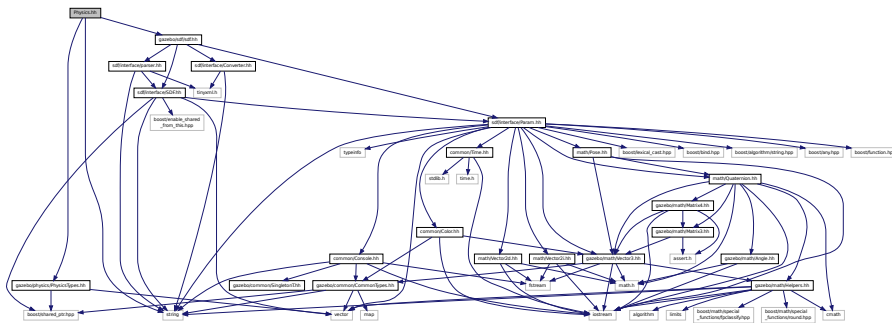 Physics.hh
gazebo/sdf/sdf.hh
sdf/interface/parser.hh
sdf/interface/Converter.hh
sdf/interface/SDF.hh
tinyxml.h
boost/enable_shared
_from_this.hpp
sdf/interface/Param.hh
typeinfo
common/Time.hh
math/Pose.hh
boost/lexical_cast.hpp
boost/bind.hpp
boost/algorithm/string.hpp
boost/any.hpp
boost/function.hpp
stdlib.h
time.h
math/Quaternion.hh
gazebo/math/Matrix4.hh
common/Color.hh
gazebo/math/Matrix3.hh
common/Console.hh
math/Vector2d.hh
math/Vector2i.hh
gazebo/math/Vector3.hh
assert.h
gazebo/math/Angle.hh
gazebo/physics/PhysicsTypes.hh
gazebo/common/SingletonT.hh
gazebo/common/CommonTypes.hh
fstream
math.h
gazebo/math/Helpers.hh
boost/shared_ptr.hpp
string
vector
map
iostream
algorithm
limits
boost/math/special
_functions/fpclassify.hpp
boost/math/special
_functions/round.hpp
cmath